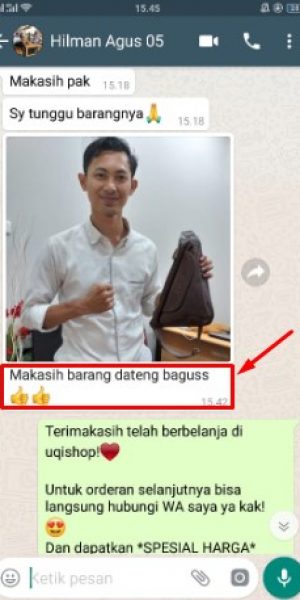 15.45
Hilman Agus 05
Makasih pak
15.18
Sy tunggu barangnya🙏
15.18
Makasih barang dateng baguss
👍👍
15.42
Terimakasih telah berbelanja di
uqishop!❤️
Untuk orderan selanjutnya bisa
langsung hubungi WA saya ya kak!
😍
Dan dapatkan *SPESIAL HARGA*
Ketik pesan